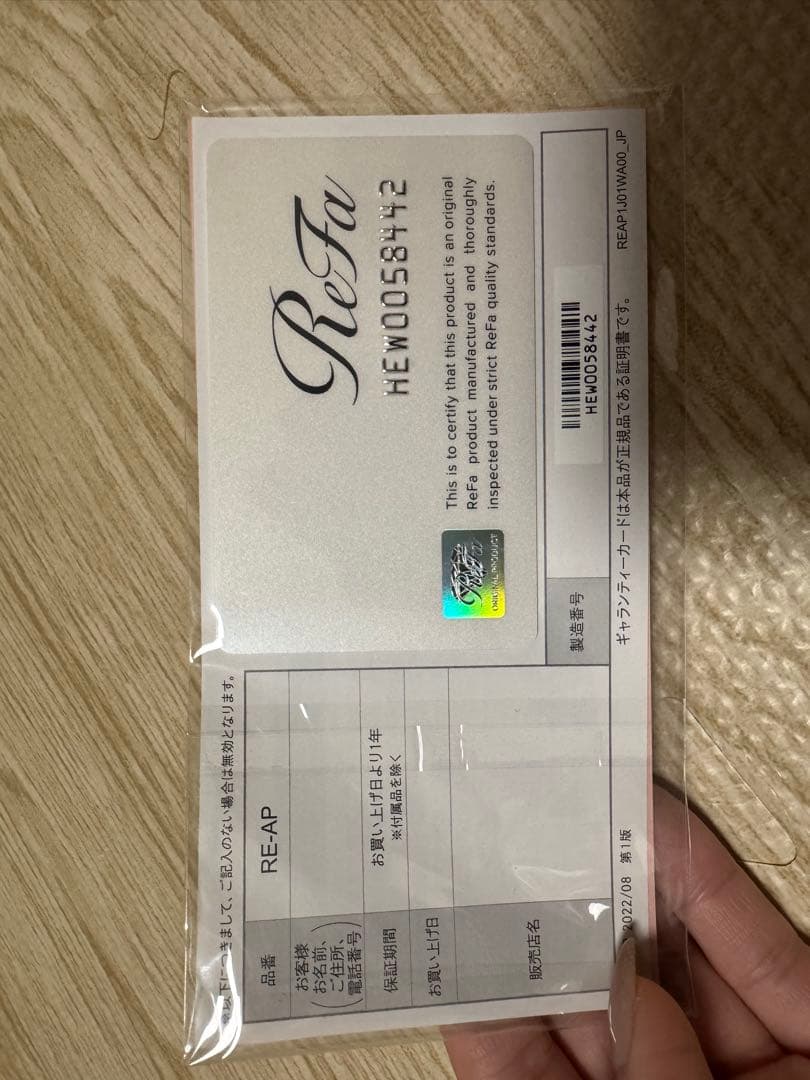 以下につきまして、ご記入のない場合は無効となります。
品番 RE-AP
お客様
(お名前、
ご住所、
電話番号)
保証期間 お買い上げ日より1年
※付属品を除く
お買い上げ日
販売店名
2022/08 第1版
ReFa
HEW0058442
This is to certify that this product is an original
ReFa product manufactured and thoroughly
inspected under strict ReFa quality standards.
ReFa
ORIGINAL PRODUCT
製造番号
HEW0058442
ギャランティーカードは本品が正規品である証明書です。
REAP1J01WA00_JP